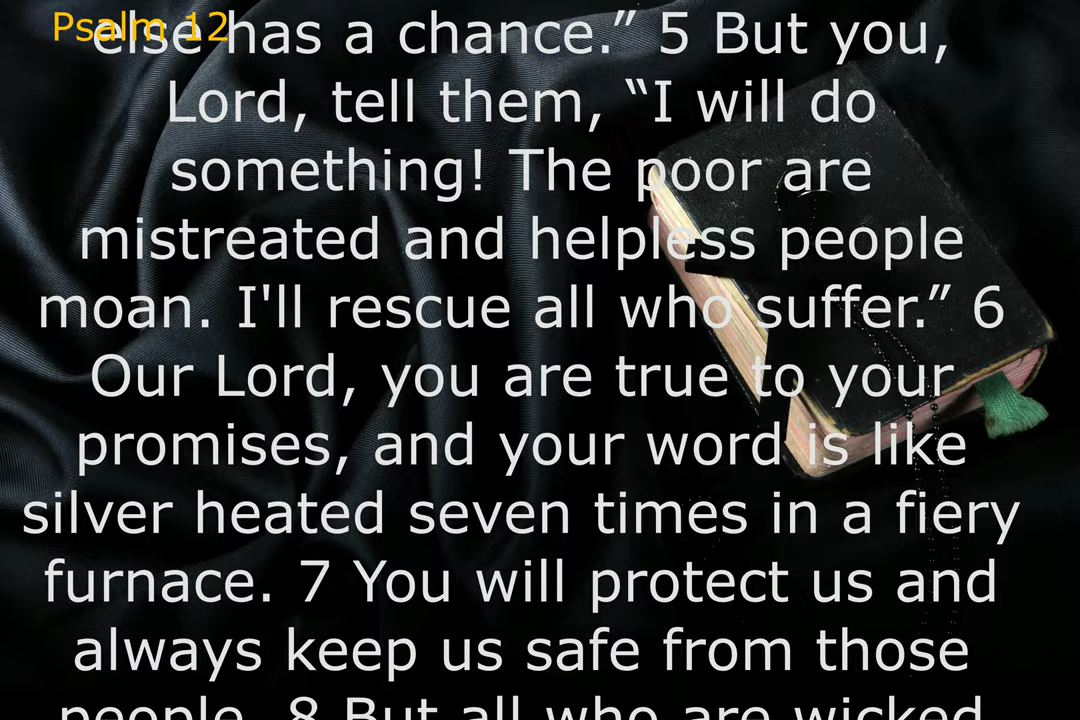 Psalm 12
else has a chance.” 5 But you,
Lord, tell them, “I will do
something! The poor are
mistreated and helpless people
moan. I'll rescue all who suffer.” 6
Our Lord, you are true to your
promises, and your word is like
silver heated seven times in a fiery
furnace. 7 You will protect us and
always keep us safe from those
people. 8 But all who are wicked